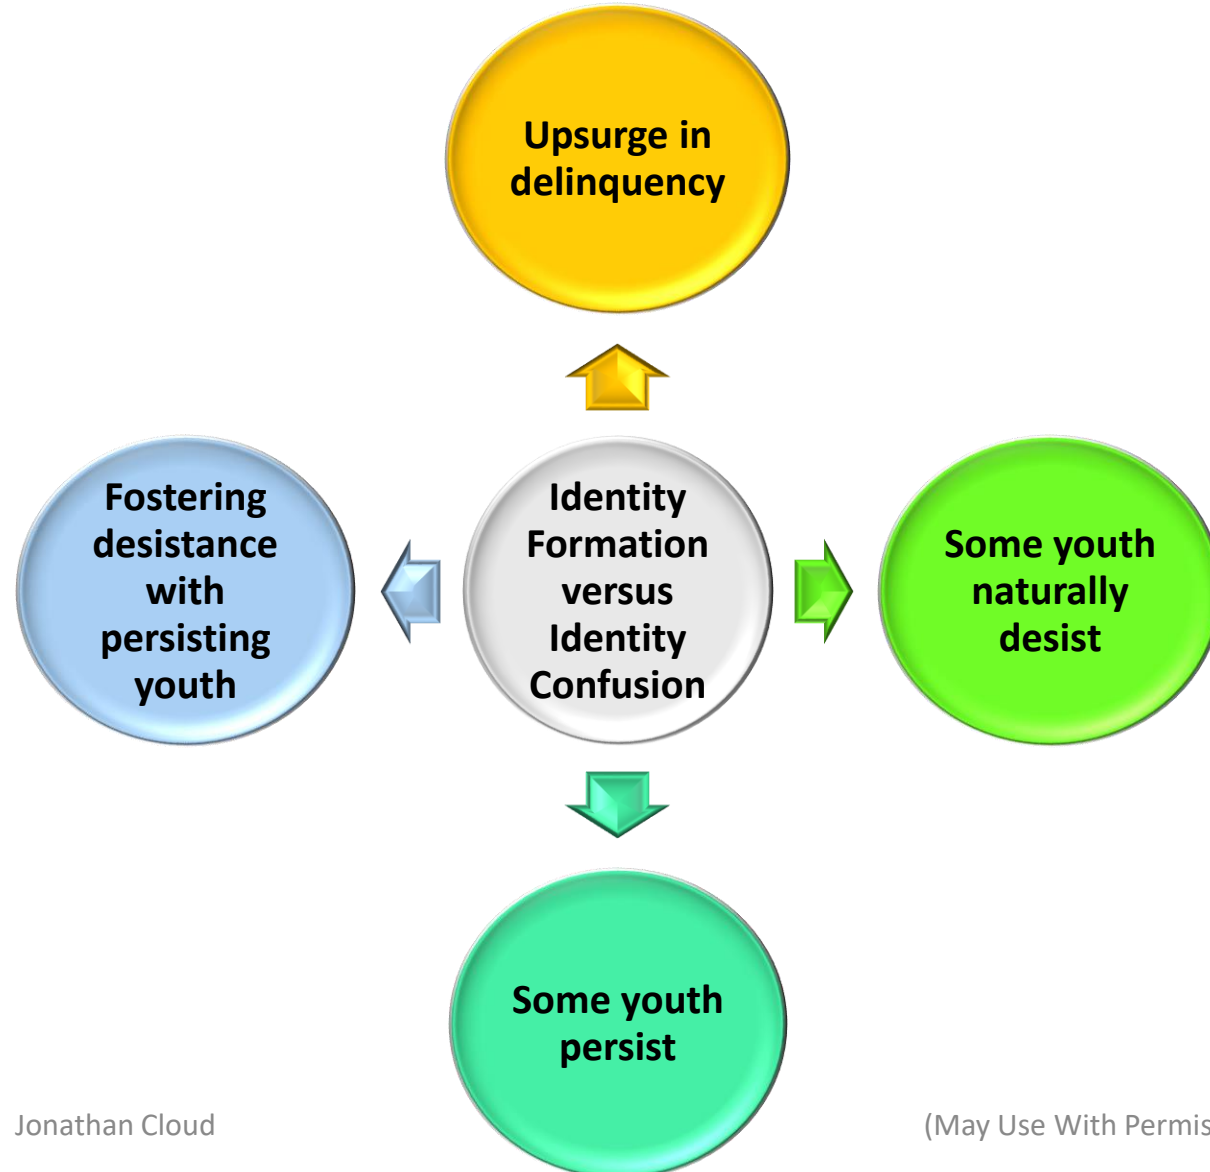 Upsurge in
delinquency
Fostering
desistance
with
persisting
youth
Identity
Formation
versus
Identity
Confusion
Some youth
naturally
desist
Some youth
persist
Jonathan Cloud
(May Use With Permis